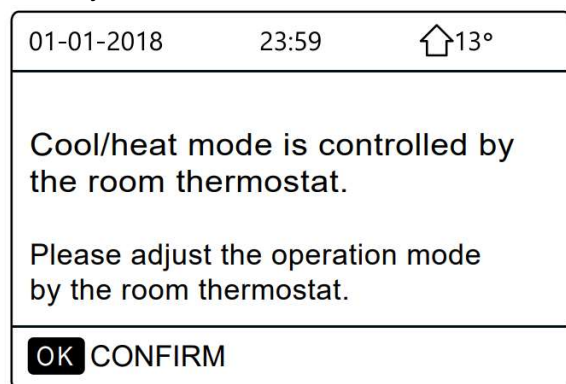 01-01-2018 23:59 13°
Cool/heat mode is controlled by
the room thermostat.
Please adjust the operation mode
by the room thermostat.
OK CONFIRM